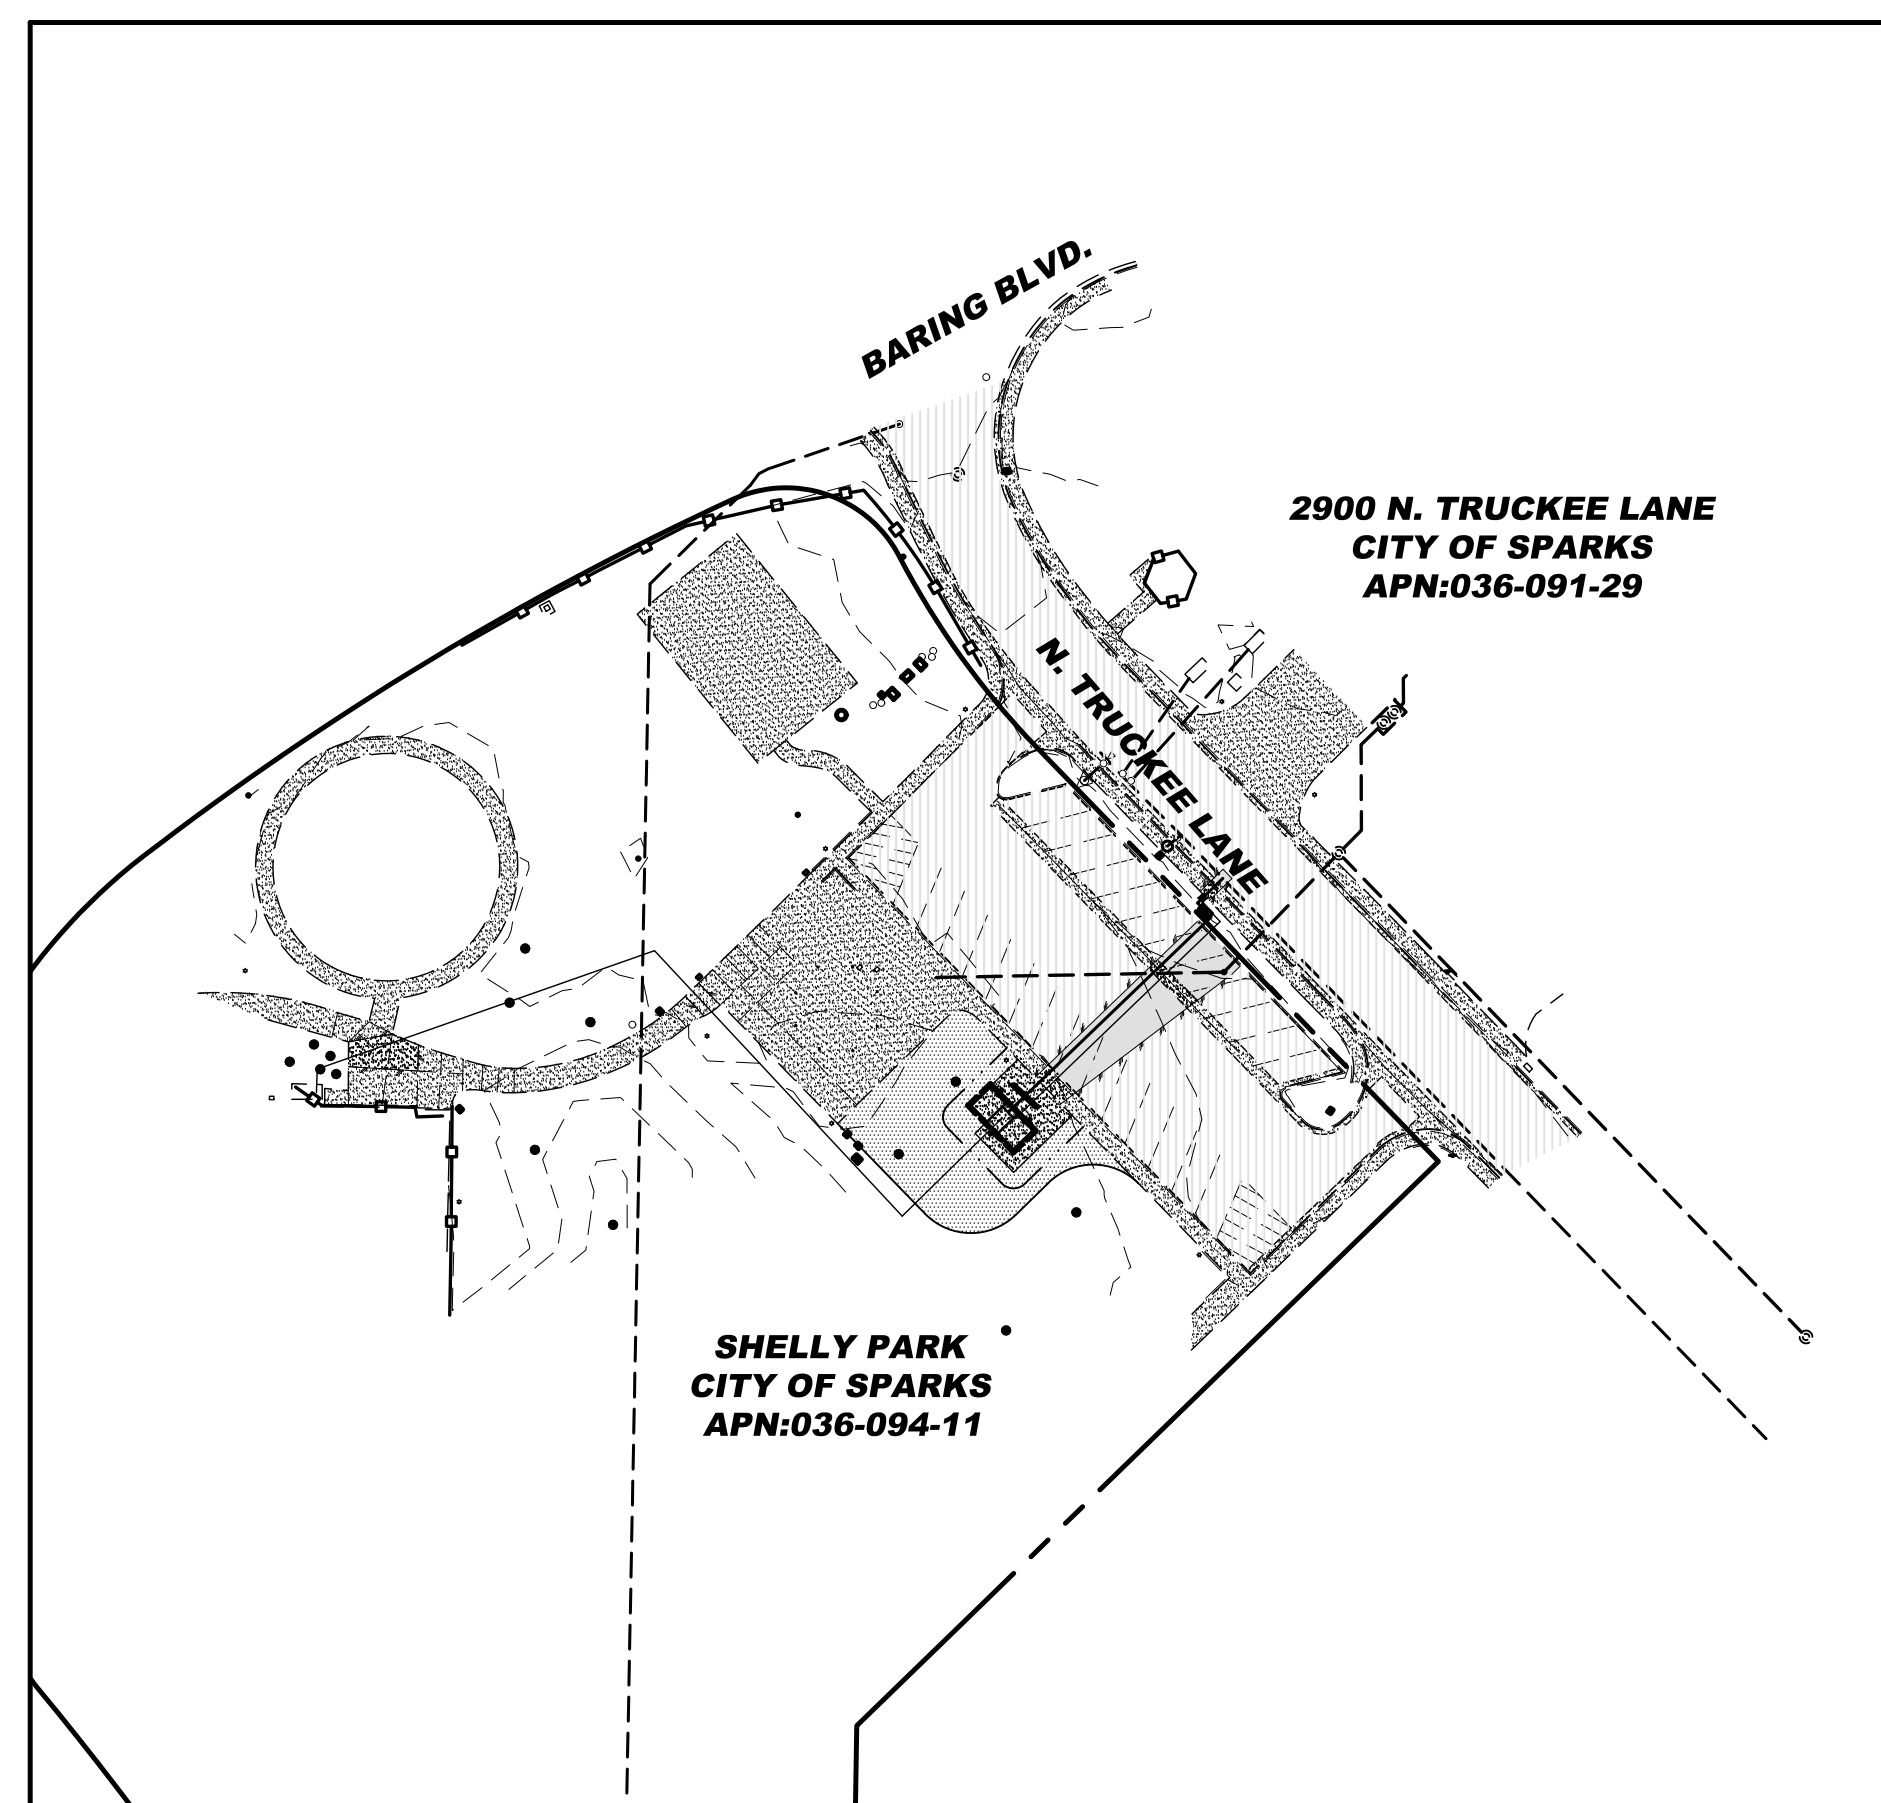 BARING BLVD.
2900 N. TRUCKEE LANE
CITY OF SPARKS
APN:036-091-29
N. TRUCKEE LANE
SHELLY PARK
CITY OF SPARKS
APN:036-094-11